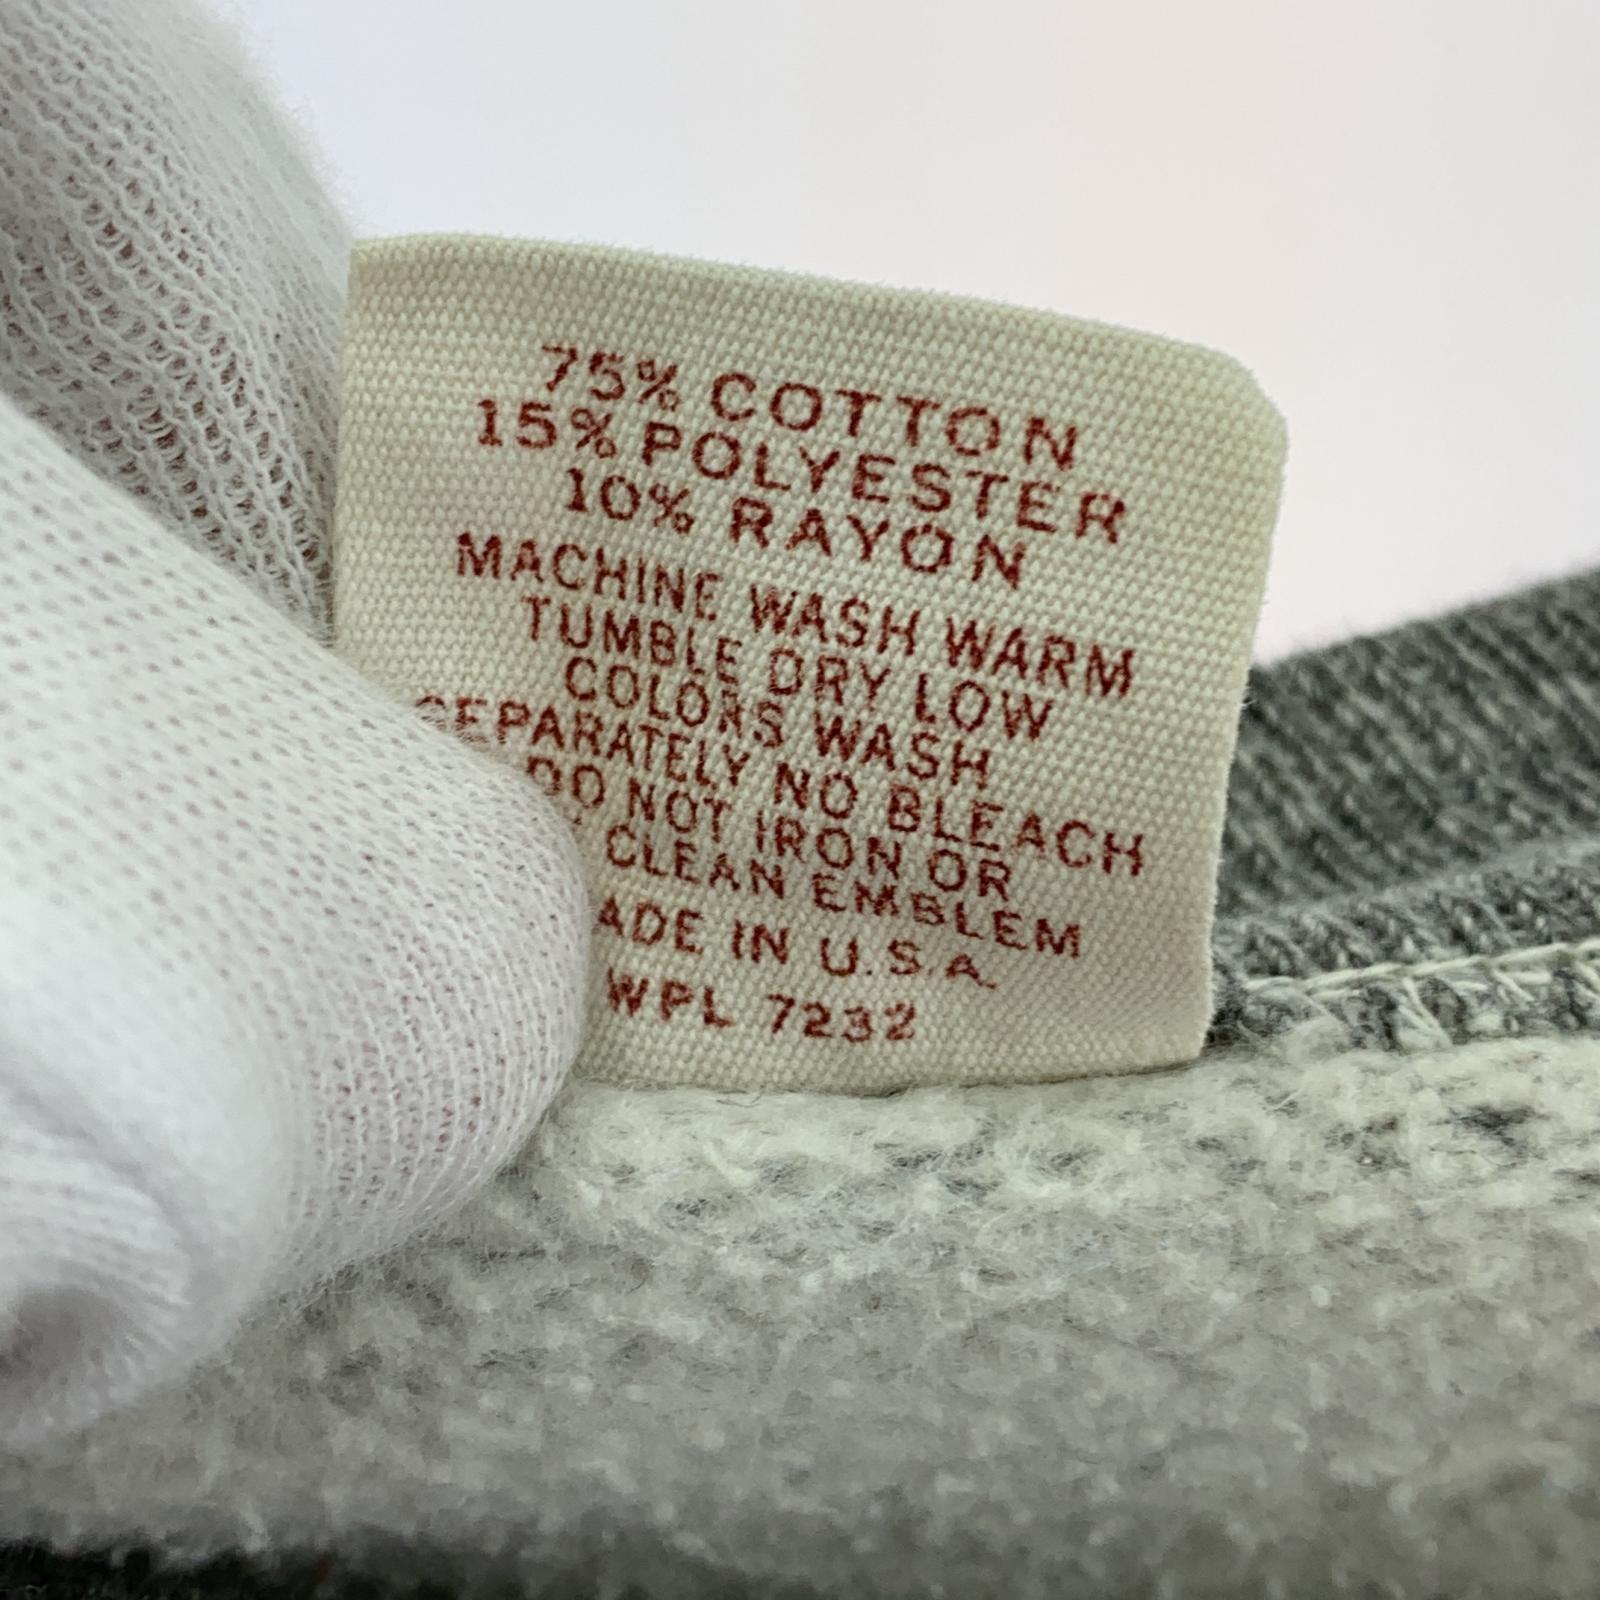 75% COTTON
15% POLYESTER
10% RAYON
MACHINE WASH WARM
TUMBLE DRY LOW
COLORS WASH
SEPARATELY NO BLEACH
DO NOT IRON OR
CLEAN EMBLEM
ADE IN U.S.A.
WPL 7232